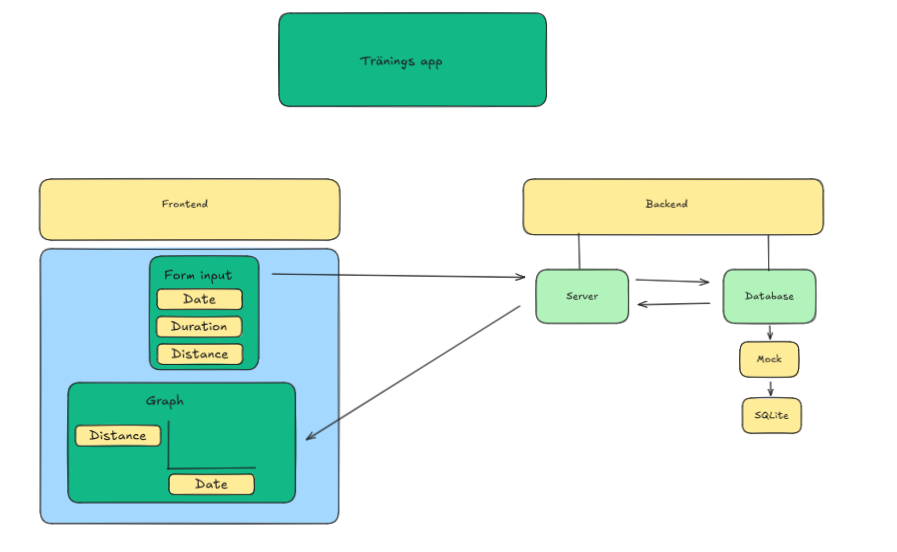 Tränings app
Frontend
Backend
Form input
Date
Duration
Distance
Server
Database
Mock
SQLite
Graph
Distance
Date